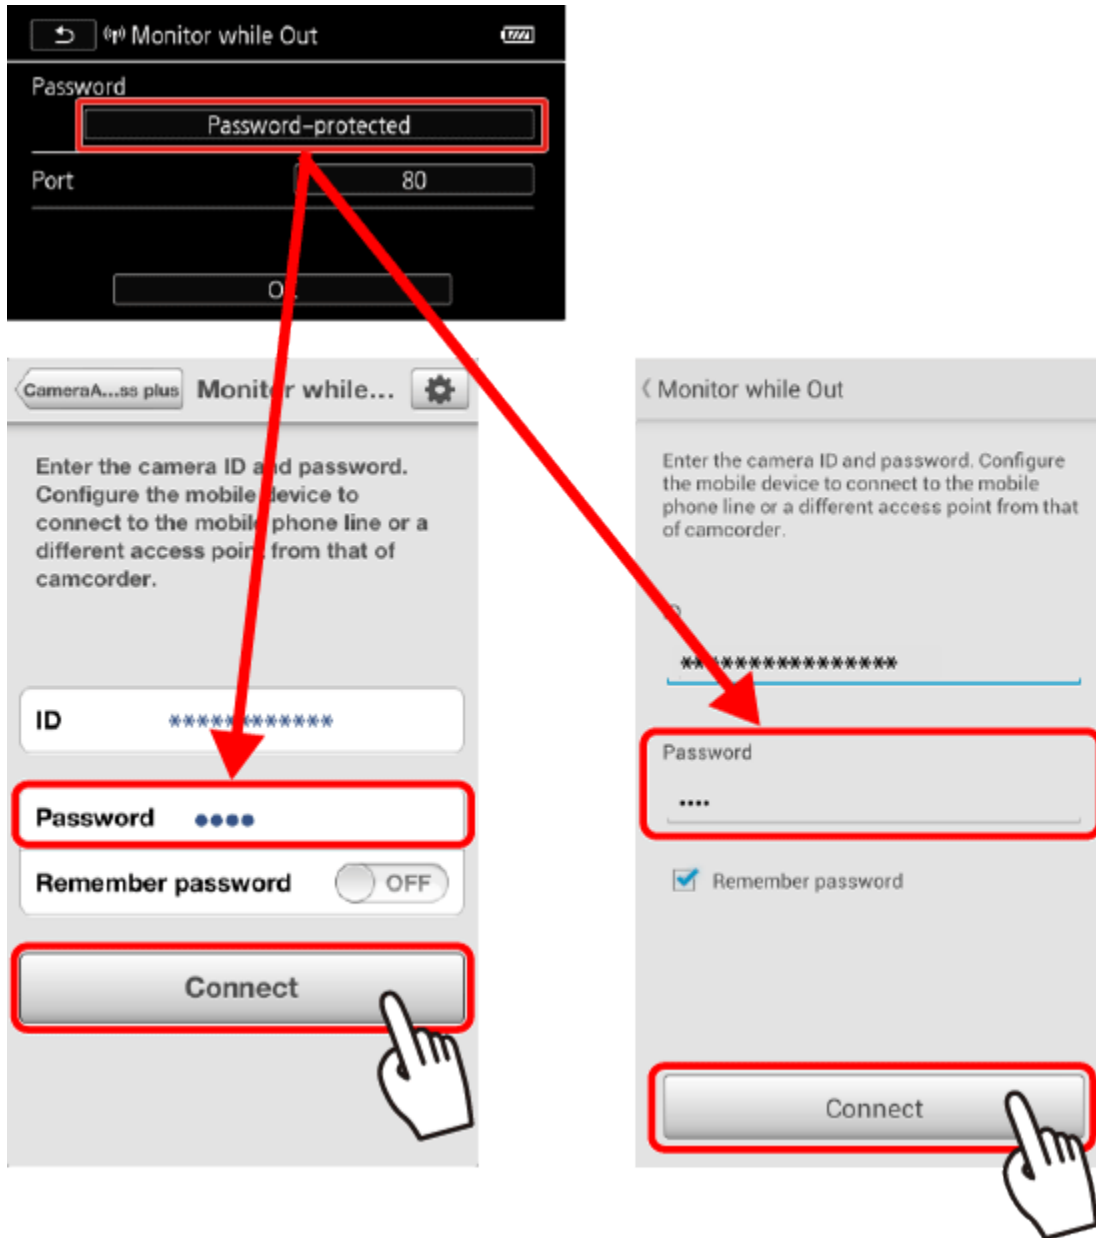 Monitor while Out
Password
Password-protected
Port 80
CameraA...ss plus Monitor while...
Enter the camera ID and password.
Configure the mobile device to
connect to the mobile phone line or a
different access point from that of
camcorder.
ID ************
Password ••••
Remember password OFF
Connect
Monitor while Out
Enter the camera ID and password. Configure
the mobile device to connect to the mobile
phone line or a different access point from that
of camcorder.
****************
Password
••••
Remember password
Connect